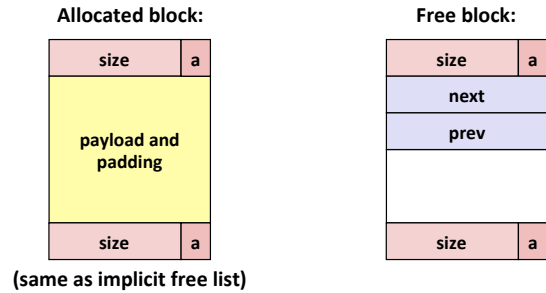 Allocated block:
size a
payload and
padding
size a
(same as implicit free list)
Free block:
size a
next
prev
size a